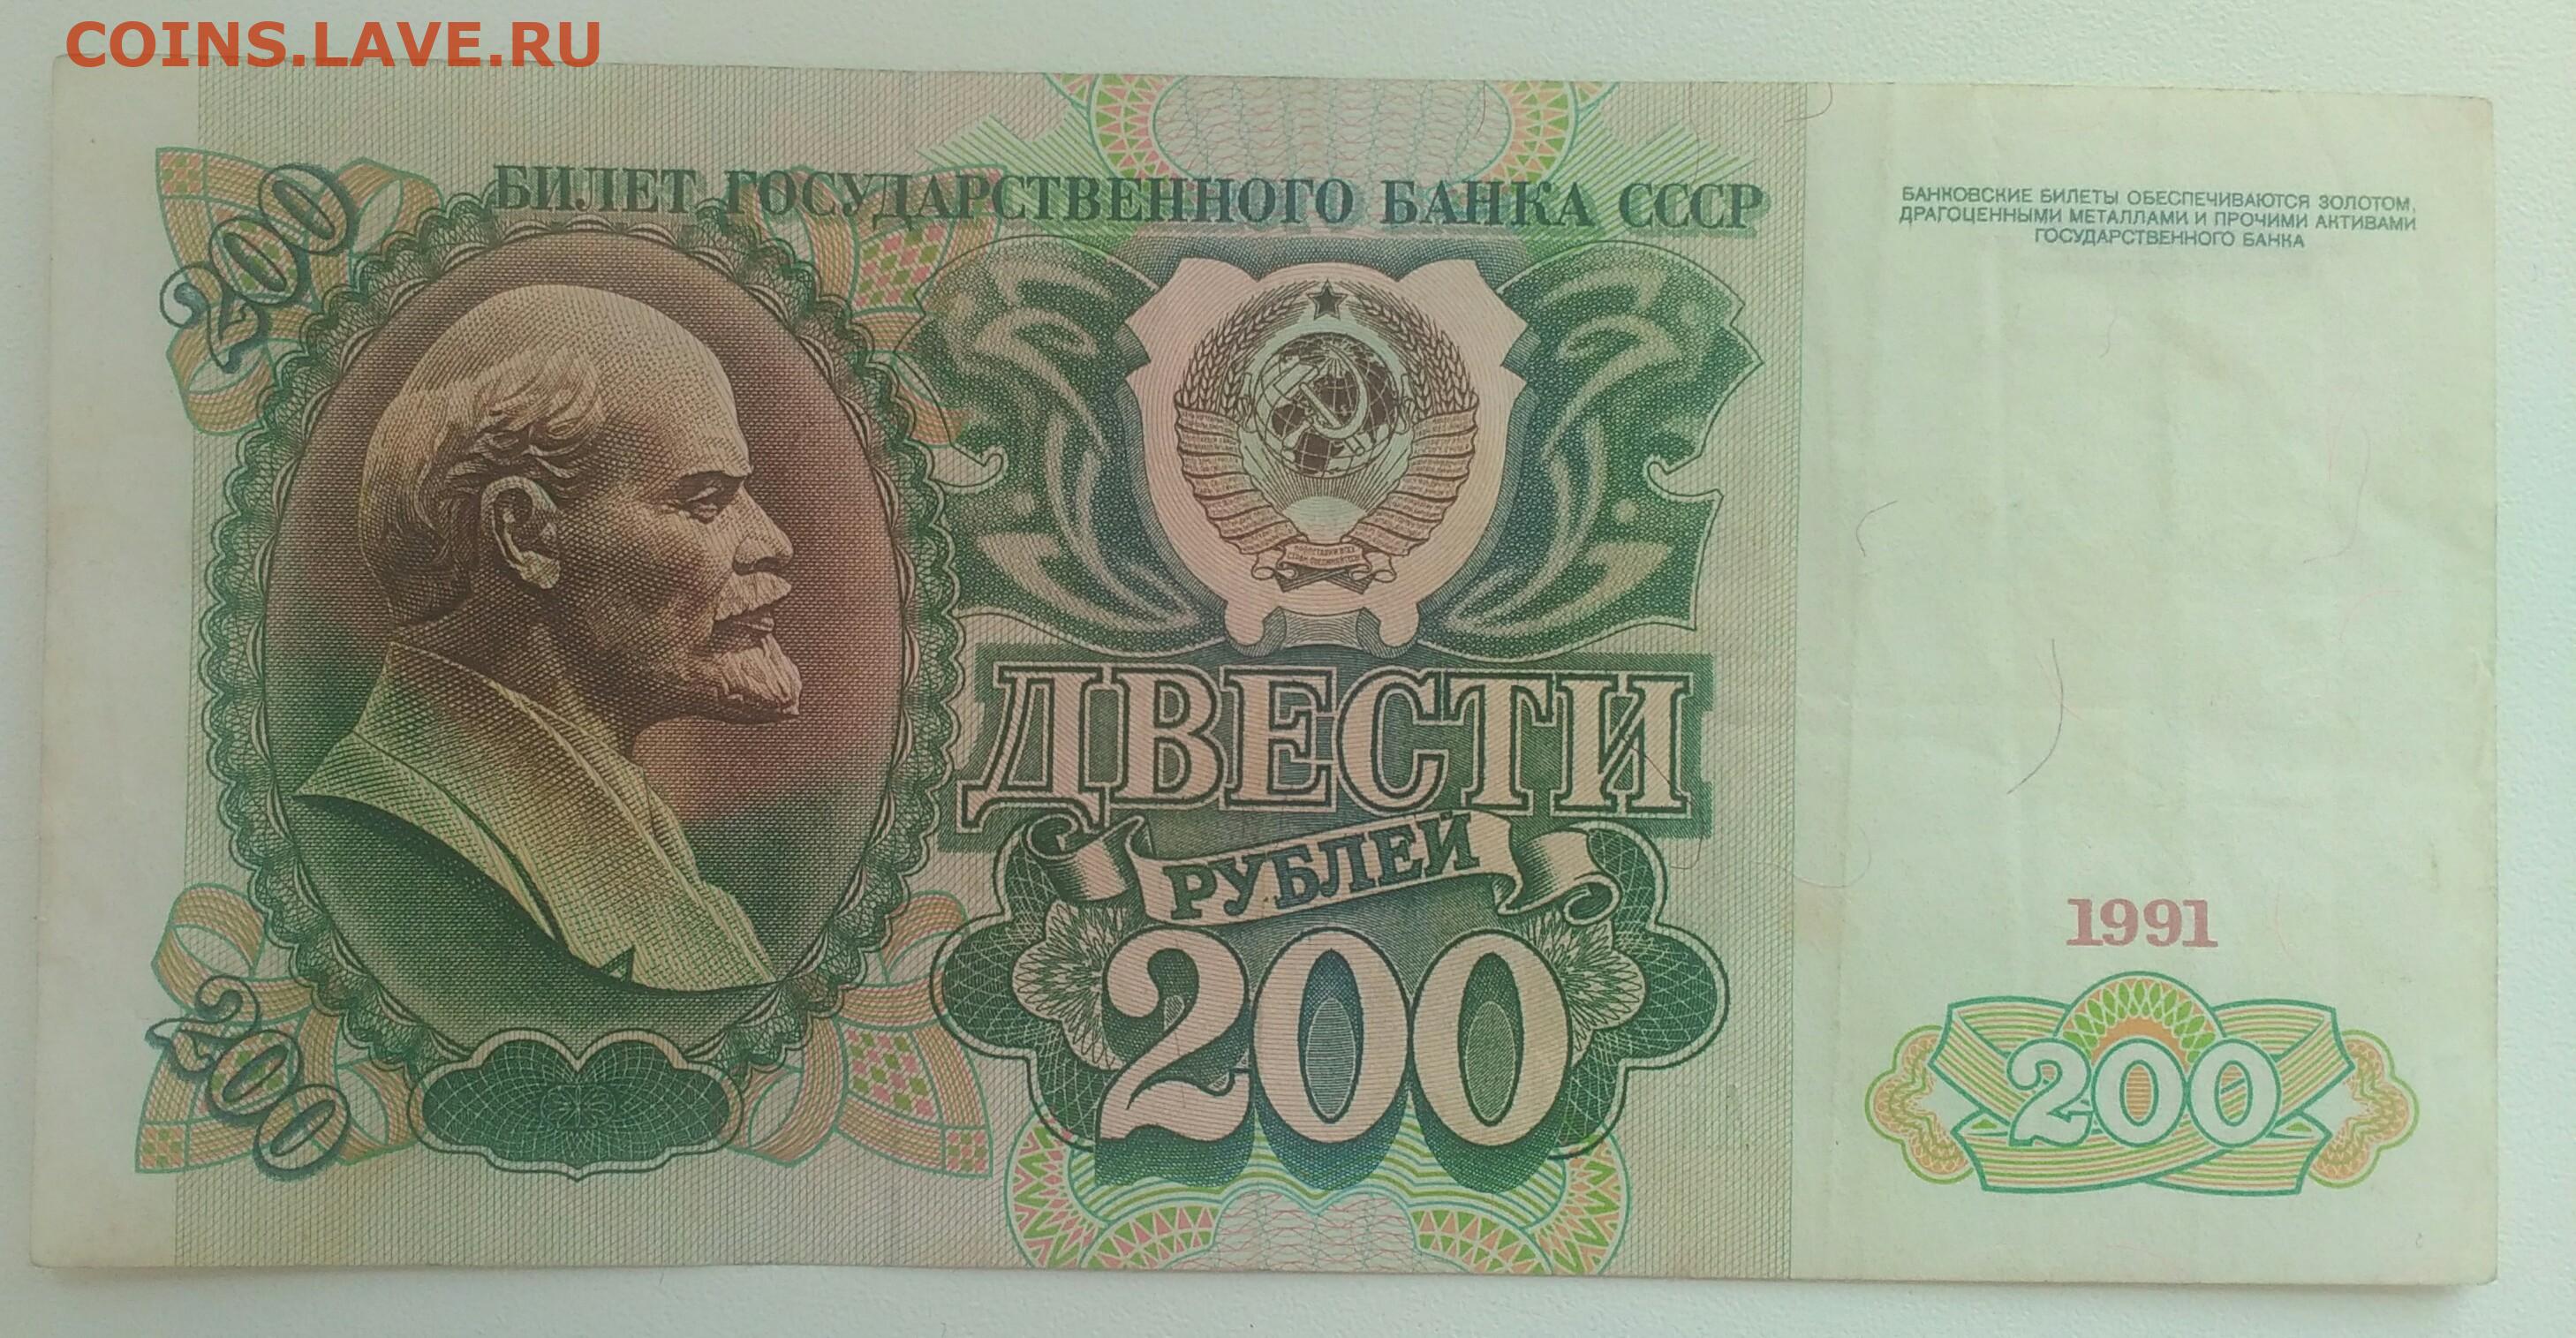 COINS.LAVE.RU
200
БИЛЕТ ГОСУДАРСТВЕННОГО БАНКА СССР
БАНКОВСКИЕ БИЛЕТЫ ОБЕСПЕЧИВАЮТСЯ ЗОЛОТОМ,
ДРАГОЦЕННЫМИ МЕТАЛЛАМИ И ПРОЧИМИ АКТИВАМИ
ГОСУДАРСТВЕННОГО БАНКА
ДВЕСТИ
РУБЛЕЙ
200
200
1991
200